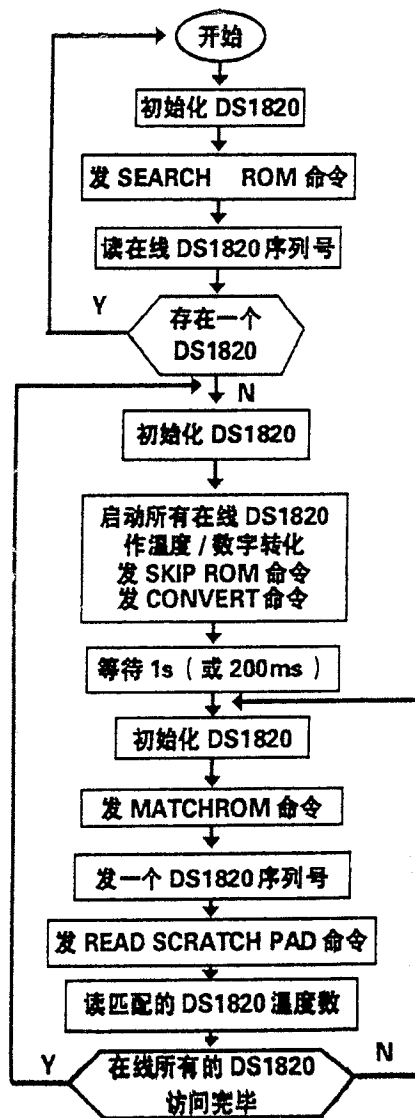 开始
初始化 DS1820
发 SEARCH ROM 命令
读在线 DS1820 序列号
Y
存在一个
DS1820
N
初始化 DS1820
启动所有在线 DS1820
作温度 / 数字转化
发 SKIP ROM 命令
发 CONVERT 命令
等待 1s（或 200ms）
初始化 DS1820
发 MATCHROM 命令
发一个 DS1820 序列号
发 READ SCRATCH PAD 命令
读匹配的 DS1820 温度数
Y
在线所有的 DS1820
访问完毕
N